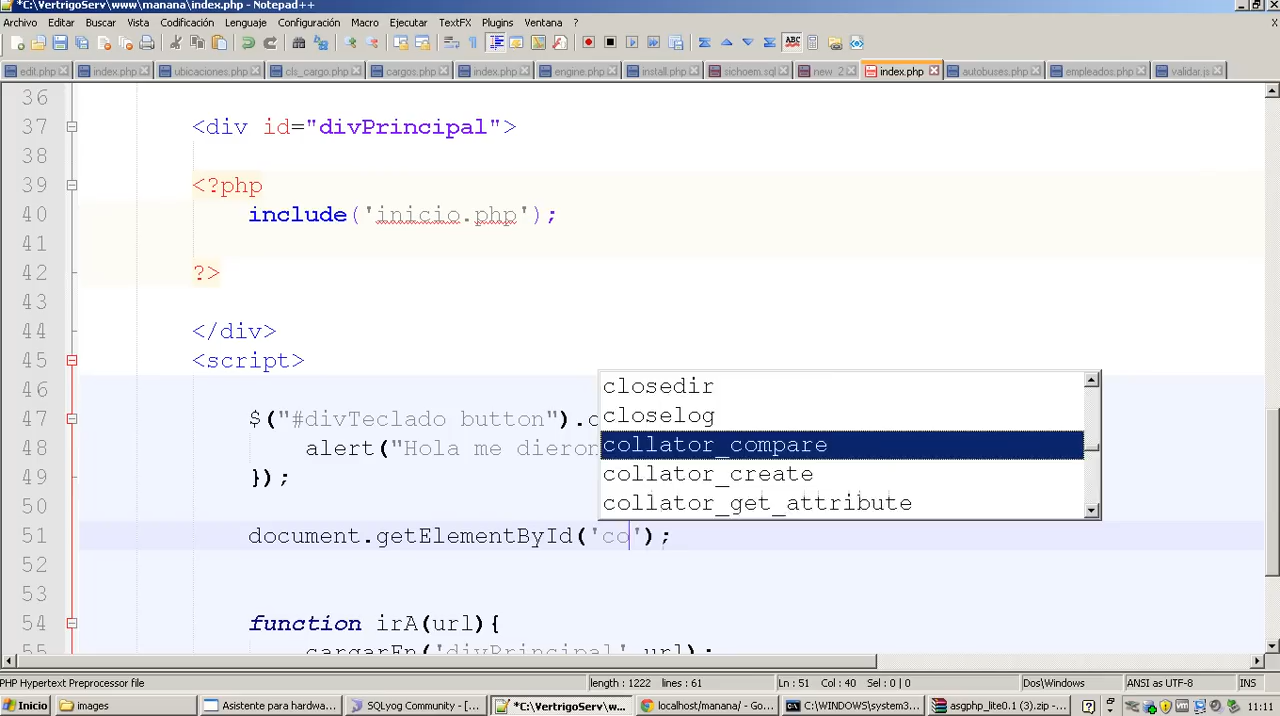 *C:\VertrigoServ\www\manana\index.php - Notepad++
Archivo Editar Buscar Vista Codificación Lenguaje Configuración Macro Ejecutar TextFX Plugins Ventana ?
X
ABC
edit.php index.php ubicaciones.php cls_cargo.php cargos.php index.php engine.php install.php sichoem.sql new 2 index.php autobuses.php empleados.php validar.js
36
37 <div id="divPrincipal">
38
39 <?php
40 include('inicio.php');
41
42 ?>
43
44 </div>
45 <script>
46
47 $("#divTeclado button").c
48 alert("Hola me dieron
49 });
50
51 document.getElementById('co');
52
53
54 function irA(url){
55 cargarEn('divPrincipal',url);
closedir
closelog
collator_compare
collator_create
collator_get_attribute
PHP Hypertext Preprocessor file length : 1222 lines : 61 Ln : 51 Col : 40 Sel : 0 | 0 Dos\Windows ANSI as UTF-8 INS
Inicio images Asistente para hardwa... SQLyog Community - [... *C:\VertrigoServ\ww... localhost/manana/ - Go... C:\WINDOWS\system3... asgphp_lite0.1 (3).zip - ... 11:11